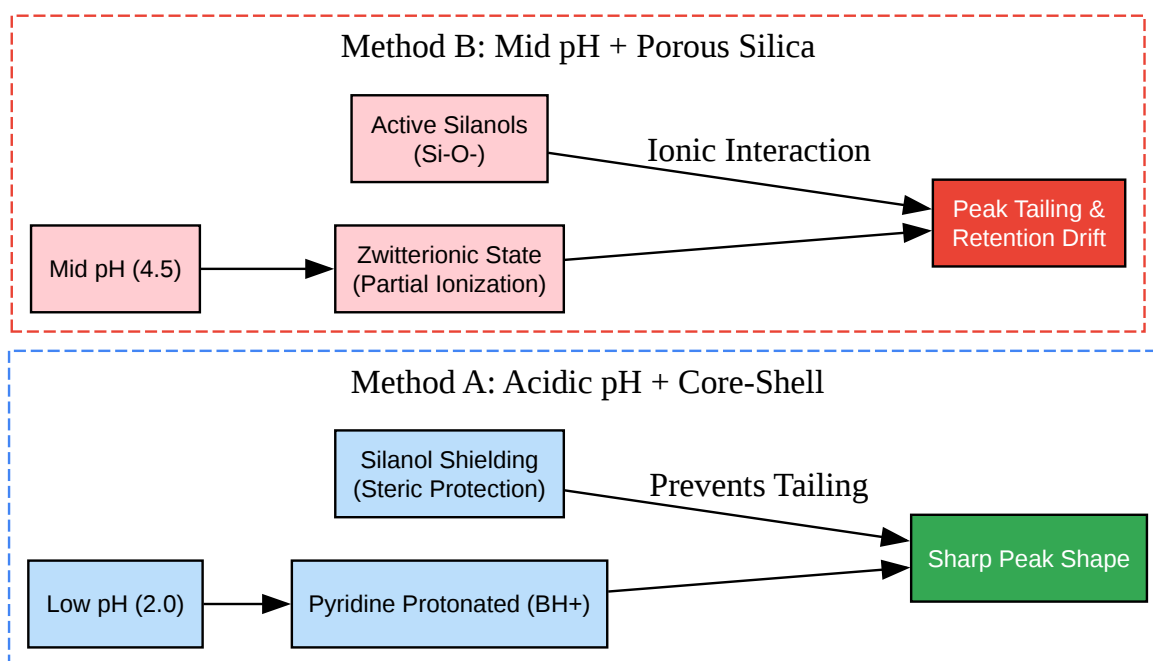 Method B: Mid pH + Porous Silica
Active Silanols
(Si-O-)
Ionic Interaction
Peak Tailing &
Retention Drift
Mid pH (4.5)
Zwitterionic State
(Partial Ionization)
Method A: Acidic pH + Core-Shell
Silanol Shielding
(Steric Protection)
Prevents Tailing
Sharp Peak Shape
Low pH (2.0)
Pyridine Protonated (BH+)